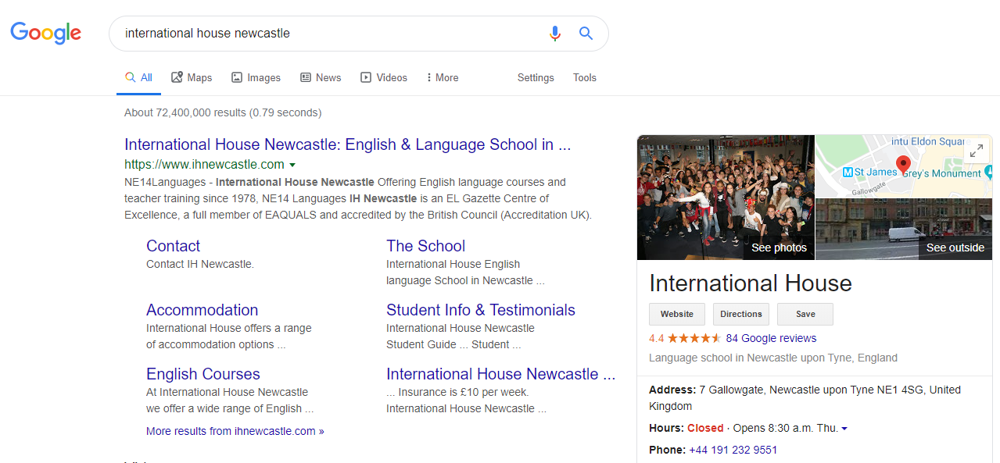 Google
international house newcastle
All Maps Images News Videos More Settings Tools
About 72,400,000 results (0.79 seconds)
International House Newcastle: English & Language School in ...
https://www.ihnewcastle.com
NE14Languages - International House Newcastle Offering English language courses and
teacher training since 1978, NE14 Languages IH Newcastle is an EL Gazette Centre of
Excellence, a full member of EAQUALS and accredited by the British Council (Accreditation UK).
Contact
Contact IH Newcastle.
The School
International House English
language School in Newcastle ...
Accommodation
International House offers a range
of accommodation options ...
Student Info & Testimonials
International House Newcastle
Student Guide ... Student ...
English Courses
At International House Newcastle
we offer a wide range of English ...
International House Newcastle ...
... Insurance is £10 per week.
International House Newcastle ...
More results from ihnewcastle.com »
intu Eldon Square
M St James
Grey's Monument
Gallowgate
See photos
See outside
International House
Website Directions Save
4.4 84 Google reviews
Language school in Newcastle upon Tyne, England
Address: 7 Gallowgate, Newcastle upon Tyne NE1 4SG, United
Kingdom
Hours: Closed · Opens 8:30 a.m. Thu.
Phone: +44 191 232 9551